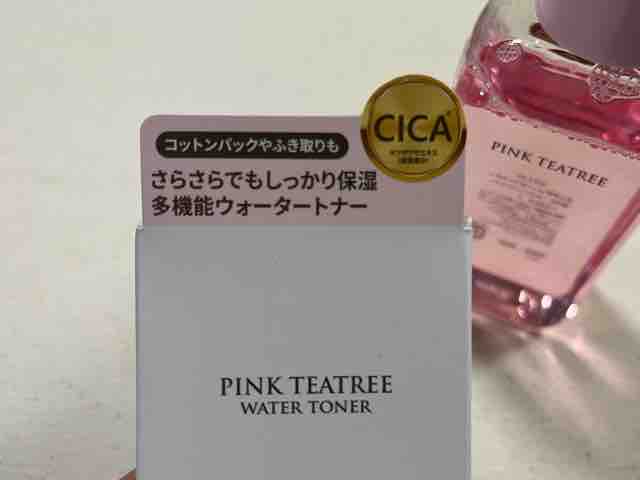 コットンパックやふき取りも
さらさらでもしっかり保湿
多機能ウォータートナー
CICA
PINK TEATREE
WATER TONER
PINK TEATREE